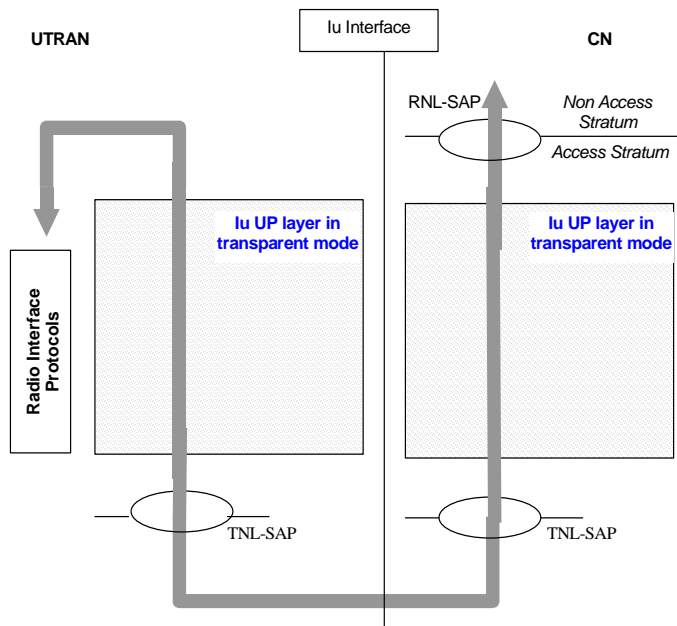 Iu Interface
UTRAN
CN
RNL-SAP
Non Access
Stratum
Access Stratum
Iu UP layer in
transparent mode
Iu UP layer in
transparent mode
Radio Interface
Protocols
TNL-SAP
TNL-SAP